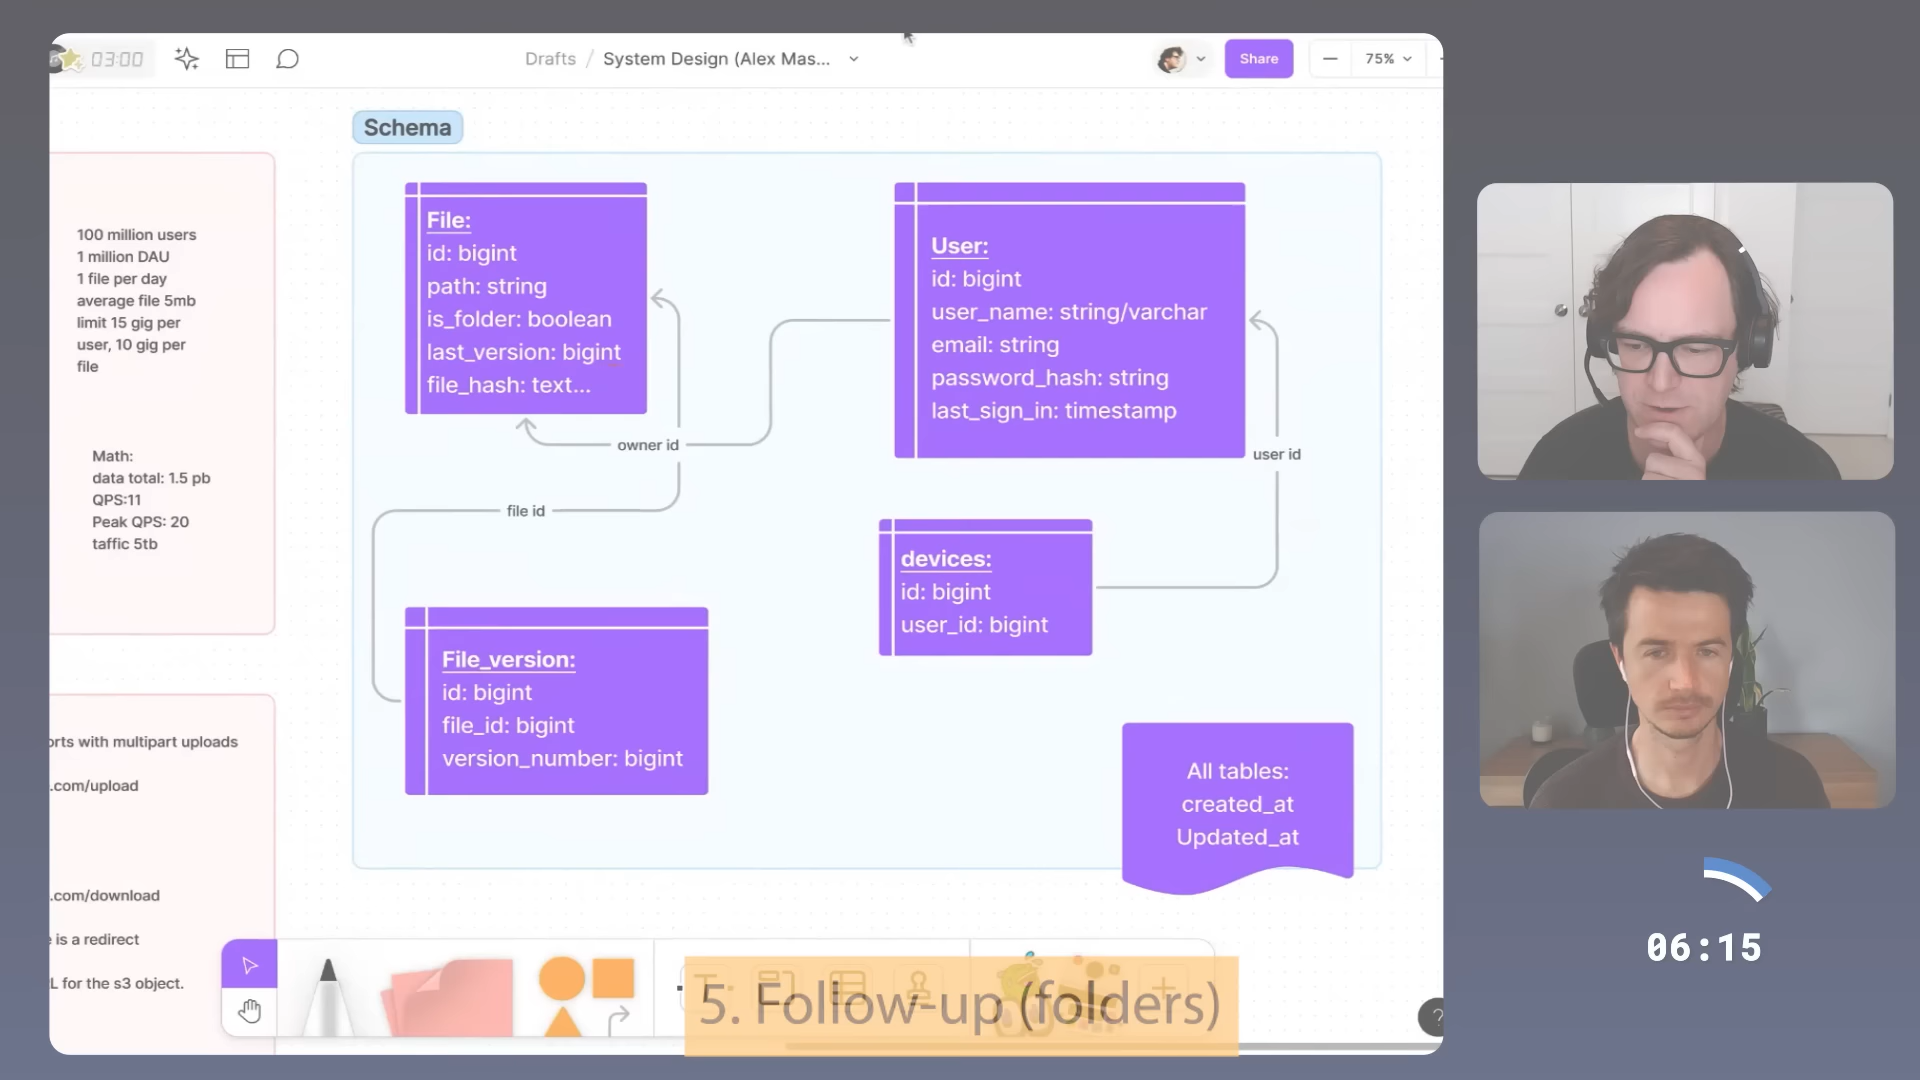 03:00
Drafts / System Design (Alex Mas...
Share
75%
Schema
100 million users
1 million DAU
1 file per day
average file 5mb
limit 15 gig per
user, 10 gig per
file
Math:
data total: 1.5 pb
QPS:11
Peak QPS: 20
taffic 5tb
File:
id: bigint
path: string
is_folder: boolean
last_version: bigint
file_hash: text...
User:
id: bigint
user_name: string/varchar
email: string
password_hash: string
last_sign_in: timestamp
owner id
user id
file id
devices:
id: bigint
user_id: bigint
File_version:
id: bigint
file_id: bigint
version_number: bigint
All tables:
created_at
Updated_at
orts with multipart uploads
.com/upload
.com/download
is a redirect
L for the s3 object.
5. Follow-up (folders)
?
06:15